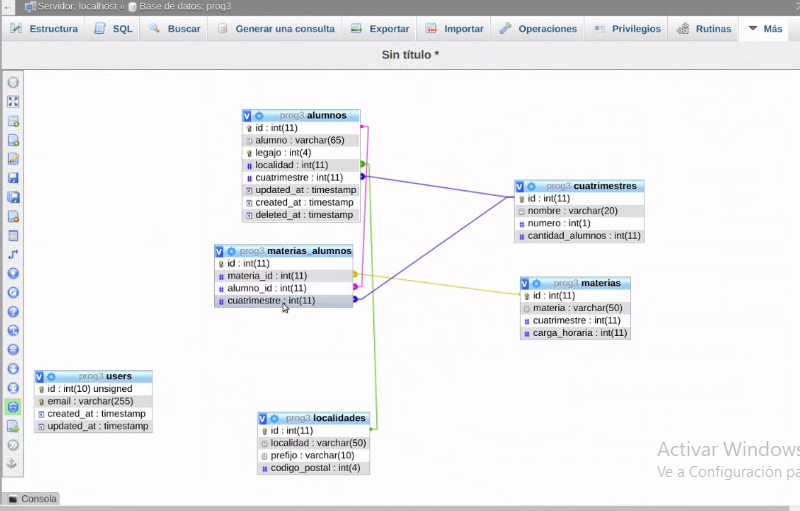 Servidor: localhost » Base de datos: prog3
Estructura SQL Buscar Generar una consulta Exportar Importar Operaciones Privilegios Rutinas Más
Sin título *
prog3 alumnos
id : int(11)
alumno : varchar(65)
legajo : int(4)
localidad : int(11)
cuatrimestre : int(11)
updated_at : timestamp
created_at : timestamp
deleted_at : timestamp
prog3 cuatrimestres
id : int(11)
nombre : varchar(20)
numero : int(1)
cantidad_alumnos : int(11)
prog3 materias_alumnos
id : int(11)
materia_id : int(11)
alumno_id : int(11)
cuatrimestre : int(11)
prog3 materias
id : int(11)
materia : varchar(50)
cuatrimestre : int(11)
carga_horaria : int(11)
prog3 users
id : int(10) unsigned
email : varchar(255)
created_at : timestamp
updated_at : timestamp
prog3 localidades
id : int(11)
localidad : varchar(50)
prefijo : varchar(10)
codigo_postal : int(4)
Activar Windows
Ve a Configuración pa
Consola